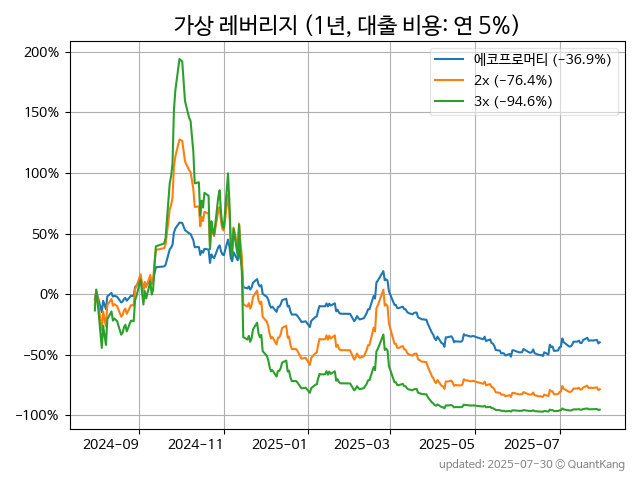 가상 레버리지 (1년, 대출 비용: 연 5%)
200%
150%
100%
50%
0%
−50%
−100%
에코프로머티 (−36.9%)
2x (−76.4%)
3x (−94.6%)
2024-09 2024-11 2025-01 2025-03 2025-05 2025-07
updated: 2025-07-30 © QuantKang